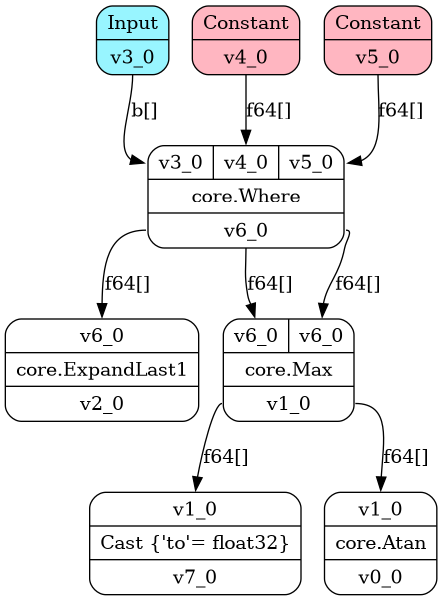 Input
v3_0
Constant
v4_0
Constant
v5_0
b[]
f64[]
f64[]
v3_0 v4_0 v5_0
core.Where
v6_0
f64[]
f64[]
f64[]
v6_0
core.ExpandLast1
v2_0
v6_0 v6_0
core.Max
v1_0
f64[]
f64[]
v1_0
Cast {'to'= float32}
v7_0
v1_0
core.Atan
v0_0